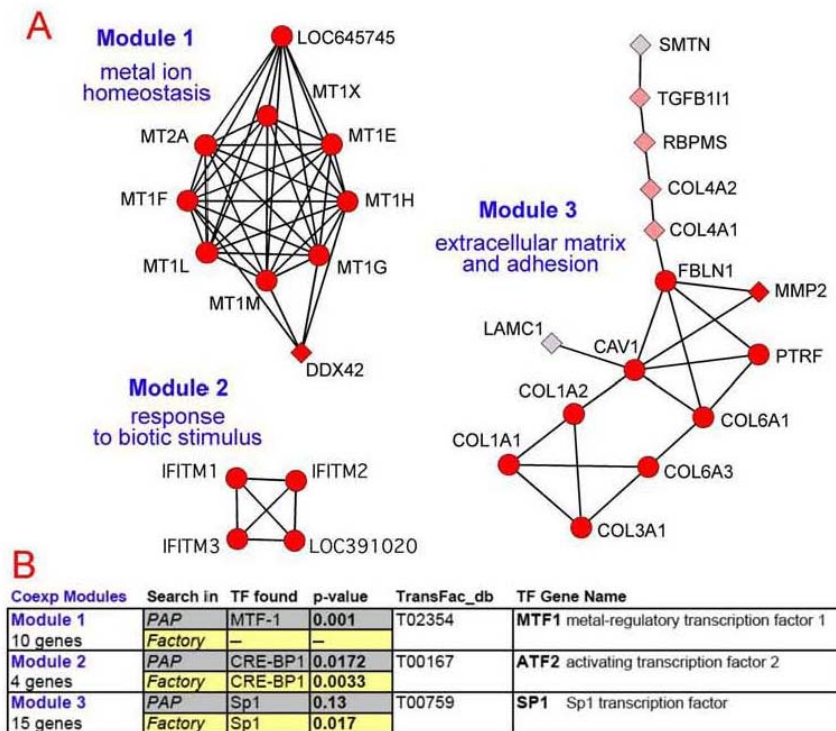 A
Module 1
metal ion
homeostasis
LOC645745
MT1X
MT2A
MT1E
MT1F
MT1H
MT1L
MT1G
MT1M
DDX42
Module 2
response
to biotic stimulus
IFITM1
IFITM2
IFITM3
LOC391020
Module 3
extracellular matrix
and adhesion
SMTN
TGFB1I1
RBPMS
COL4A2
COL4A1
FBLN1
MMP2
LAMC1
CAV1
PTRF
COL1A2
COL6A1
COL1A1
COL6A3
COL3A1
B
Coexp Modules Search in TF found p-value TransFac_db TF Gene Name
Module 1 PAP MTF-1 0.001 T02354 MTF1 metal-regulatory transcription factor 1
10 genes Factory – –
Module 2 PAP CRE-BP1 0.0172 T00167 ATF2 activating transcription factor 2
4 genes Factory CRE-BP1 0.0033
Module 3 PAP Sp1 0.13 T00759 SP1 Sp1 transcription factor
15 genes Factory Sp1 0.017